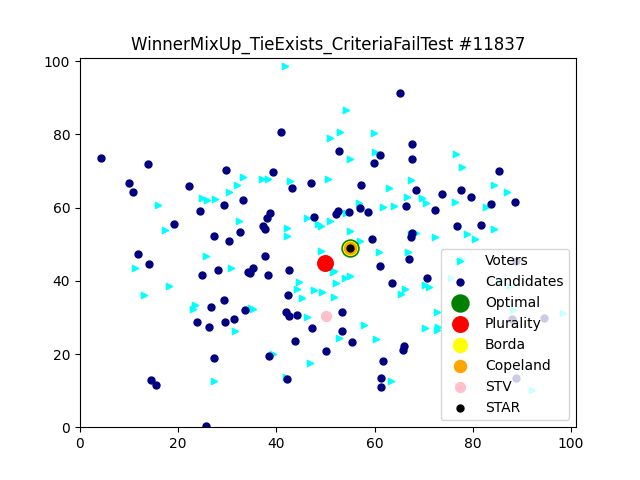 WinnerMixUp_TieExists_CriteriaFailTest #11837
100
80
60
40
20
0
0 20 40 60 80 100
Voters
Candidates
Optimal
Plurality
Borda
Copeland
STV
STAR